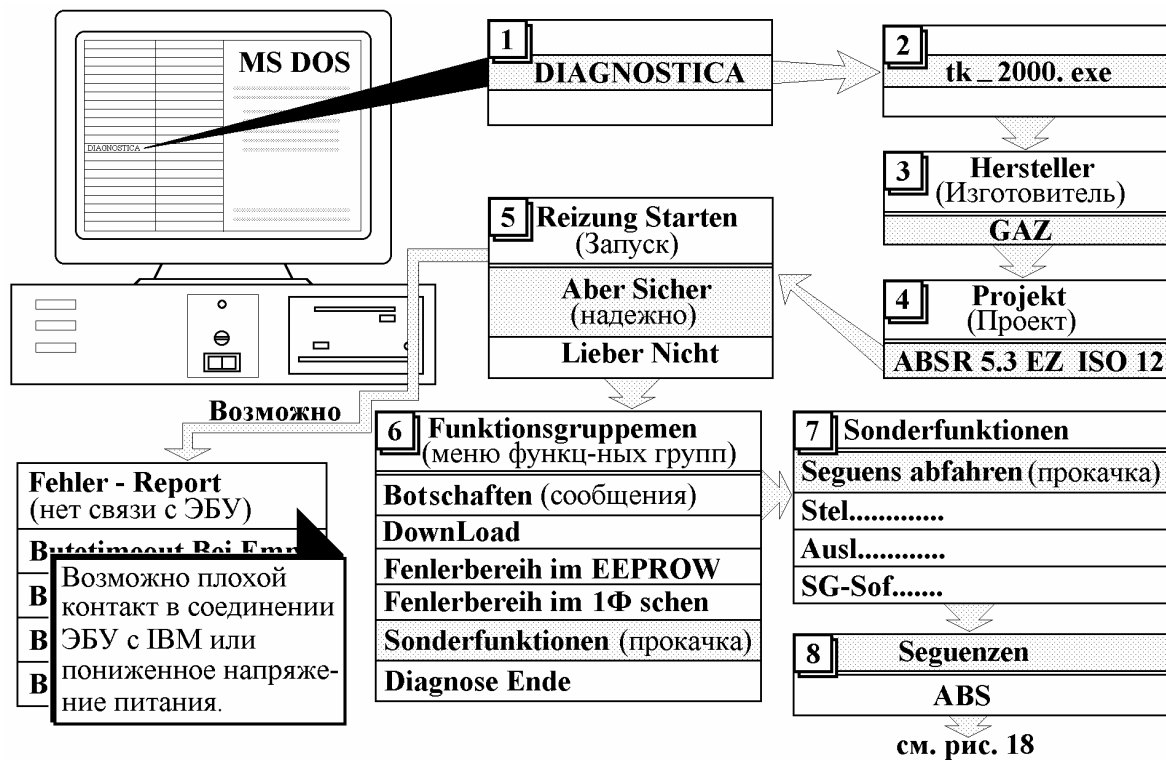 MS DOS
DIAGNOSTICA
1
DIAGNOSTICA
2
tk_2000. exe
3
Hersteller
(Изготовитель)
GAZ
4
Projekt
(Проект)
ABSR 5.3 EZ ISO 12
5
Reizung Starten
(Запуск)
Aber Sicher
(надежно)
Lieber Nicht
Возможно
Fehler - Report
(нет связи с ЭБУ)
Bei
B
B
B
Возможно плохой
контакт в соединении
ЭБУ с IBM или
пониженное напряже-
ние питания.
6
Funktionsgruppemen
(меню функц-ных групп)
Botschaften (сообщения)
DownLoad
Fenlerbereih im EEPROW
Fenlerbereih im 1Ф schen
Sonderfunktionen (прокачка)
Diagnose Ende
7
Sonderfunktionen
Seguens abfahren (прокачка)
Stel.............
Ausl............
SG-Sof.......
8
Seguenzen
ABS
см. рис. 18